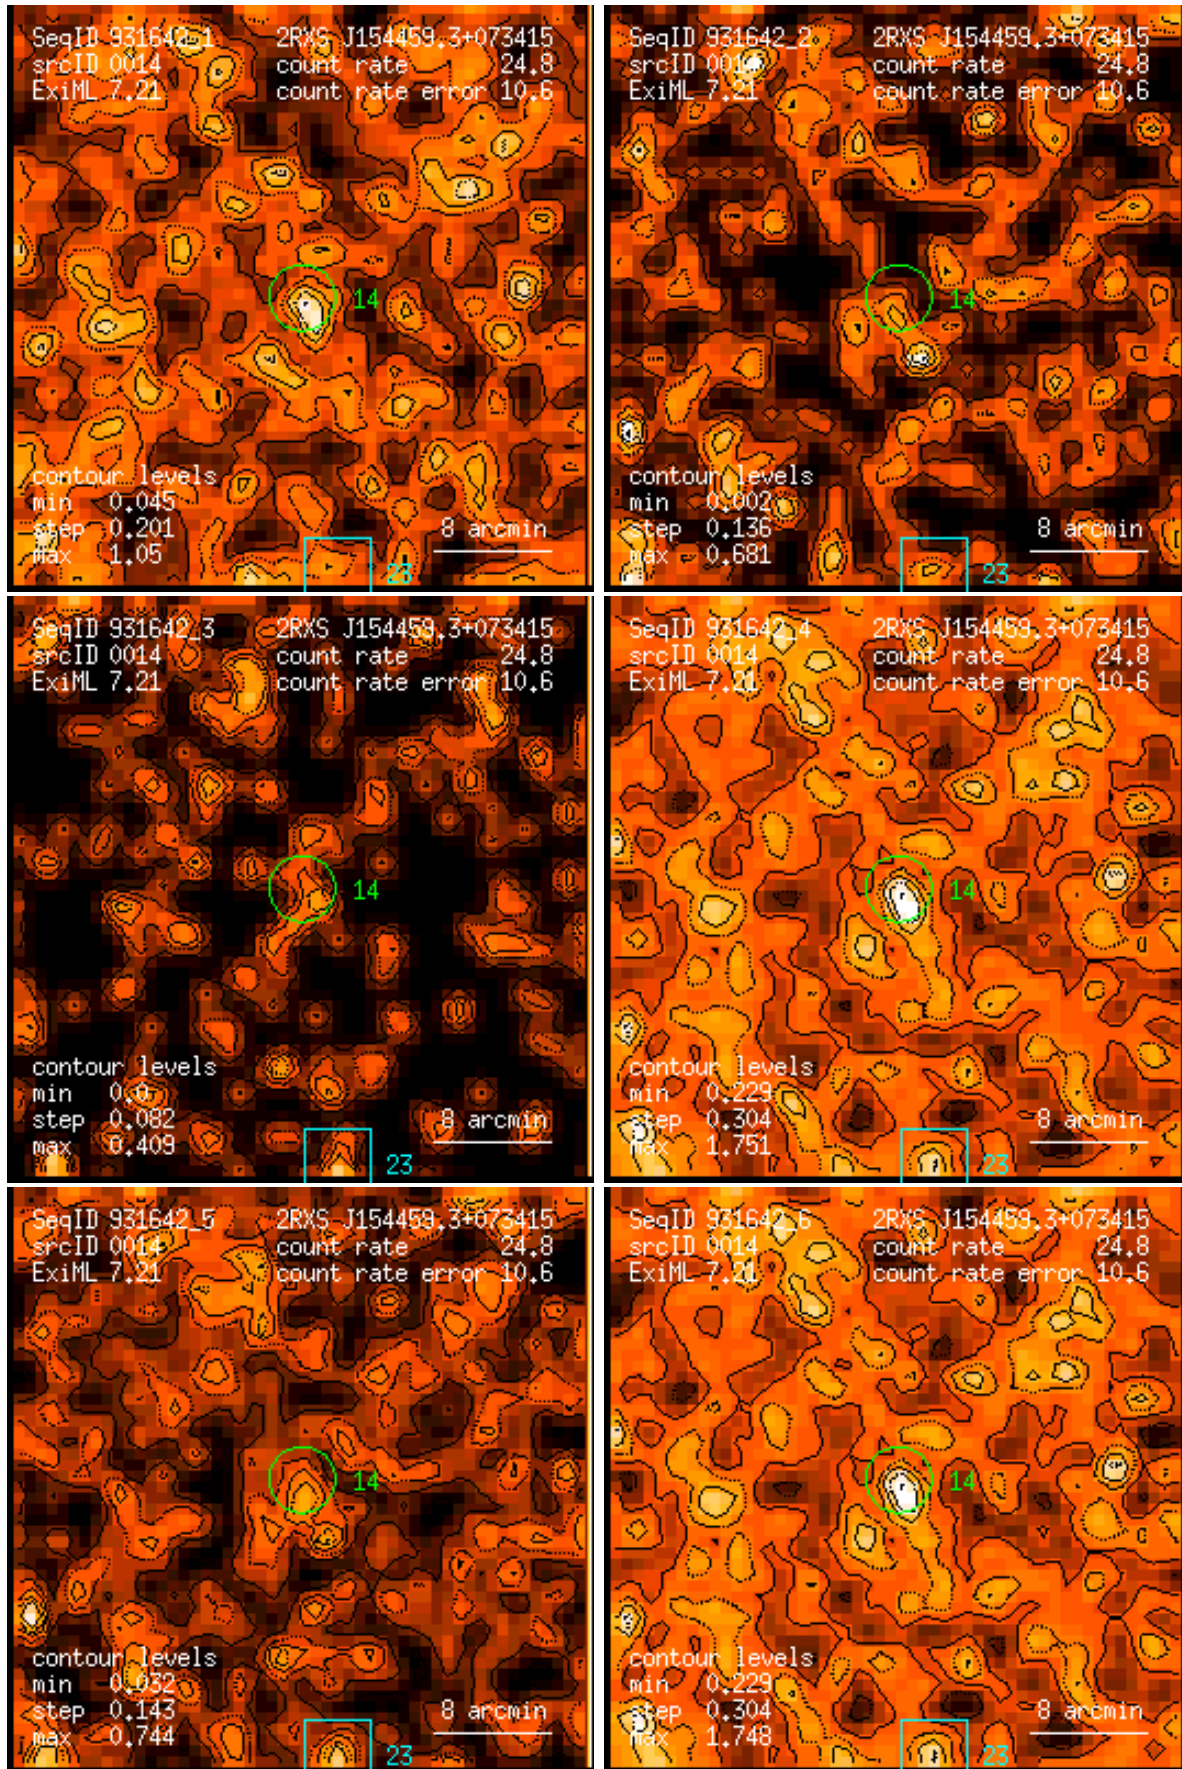 SeqID 931642_1 2RXS J154459.3+073415
srcID 0014 count rate 24.8
ExiML 7.21 count rate error 10.6
14
contour levels
min 0.045
step 0.201
max 1.05
8 arcmin
23
SeqID 931642_2 2RXS J154459.3+073415
srcID 0014 count rate 24.8
ExiML 7.21 count rate error 10.6
14
contour levels
min 0.002
step 0.136
max 0.681
8 arcmin
23
SeqID 931642_3 2RXS J154459.3+073415
srcID 0014 count rate 24.8
ExiML 7.21 count rate error 10.6
14
contour levels
min 0.0
step 0.082
max 0.409
8 arcmin
23
SeqID 931642_4 2RXS J154459.3+073415
srcID 0014 count rate 24.8
ExiML 7.21 count rate error 10.6
14
contour levels
min 0.229
step 0.304
max 1.751
8 arcmin
23
SeqID 931642_5 2RXS J154459.3+073415
srcID 0014 count rate 24.8
ExiML 7.21 count rate error 10.6
14
contour levels
min 0.032
step 0.143
max 0.744
8 arcmin
23
SeqID 931642_6 2RXS J154459.3+073415
srcID 0014 count rate 24.8
ExiML 7.21 count rate error 10.6
14
contour levels
min 0.229
step 0.304
max 1.748
8 arcmin
23